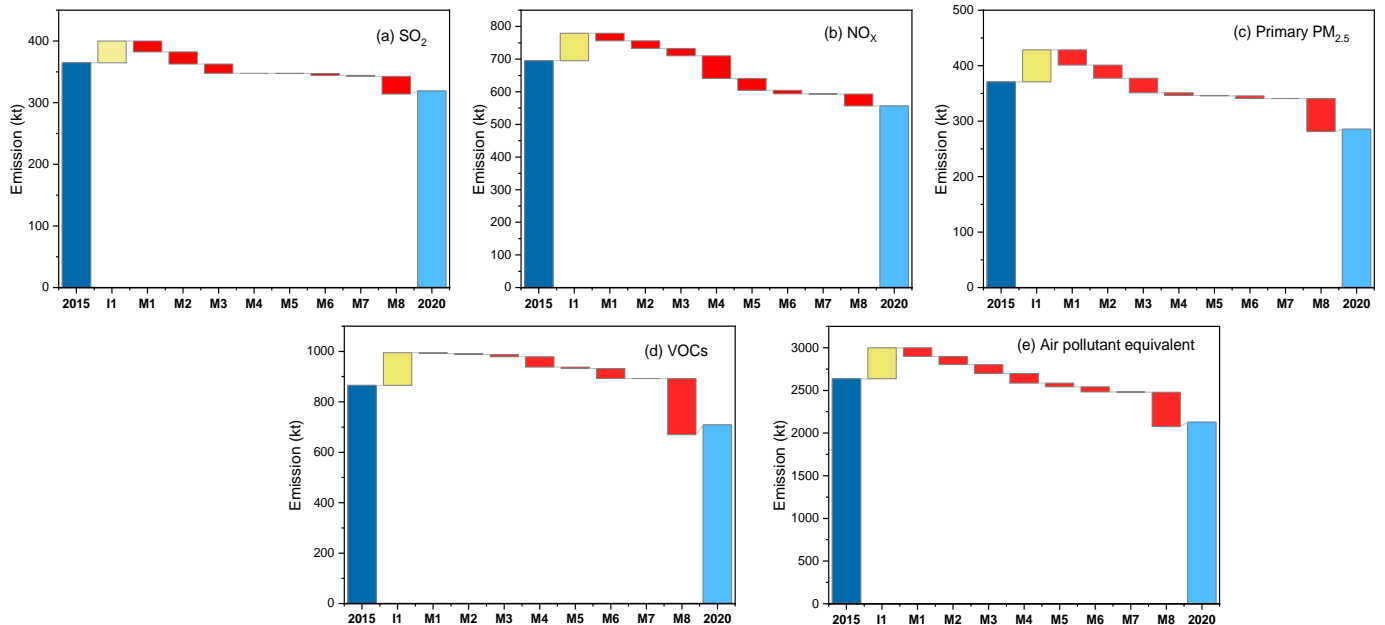 (a) SO₂
Emission (kt)
400
300
200
100
0
2015 I1 M1 M2 M3 M4 M5 M6 M7 M8 2020
(b) NOX
Emission (kt)
800
700
600
500
400
300
200
100
0
2015 I1 M1 M2 M3 M4 M5 M6 M7 M8 2020
(c) Primary PM₂.₅
Emission (kt)
500
400
300
200
100
0
2015 I1 M1 M2 M3 M4 M5 M6 M7 M8 2020
(d) VOCs
Emission (kt)
1000
800
600
400
200
0
2015 I1 M1 M2 M3 M4 M5 M6 M7 M8 2020
(e) Air pollutant equivalent
Emission (kt)
3000
2500
2000
1500
1000
500
0
2015 I1 M1 M2 M3 M4 M5 M6 M7 M8 2020